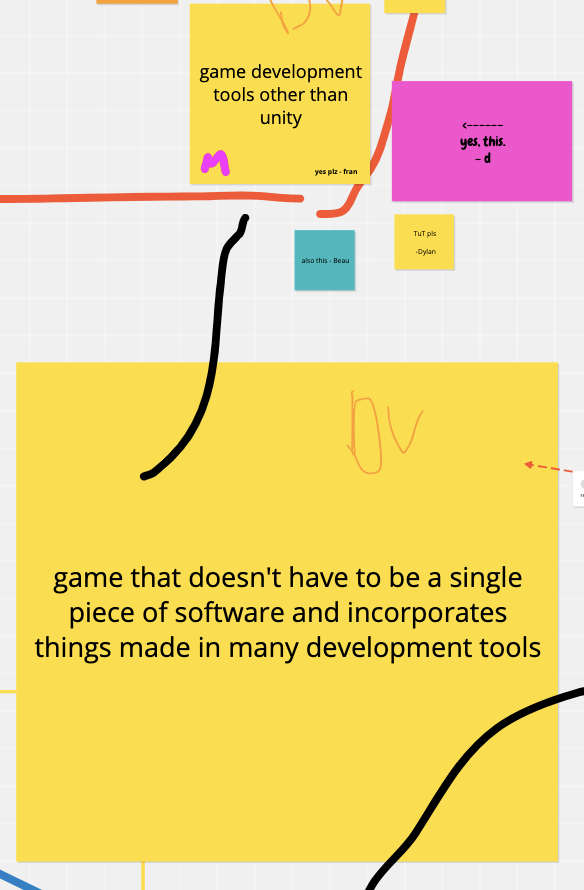 DV
game development
tools other than
unity
M
yes plz - fran
<------
yes, this.
- d
TuT pls
-Dylan
also this - Beau
DV
game that doesn't have to be a single
piece of software and incorporates
things made in many development tools